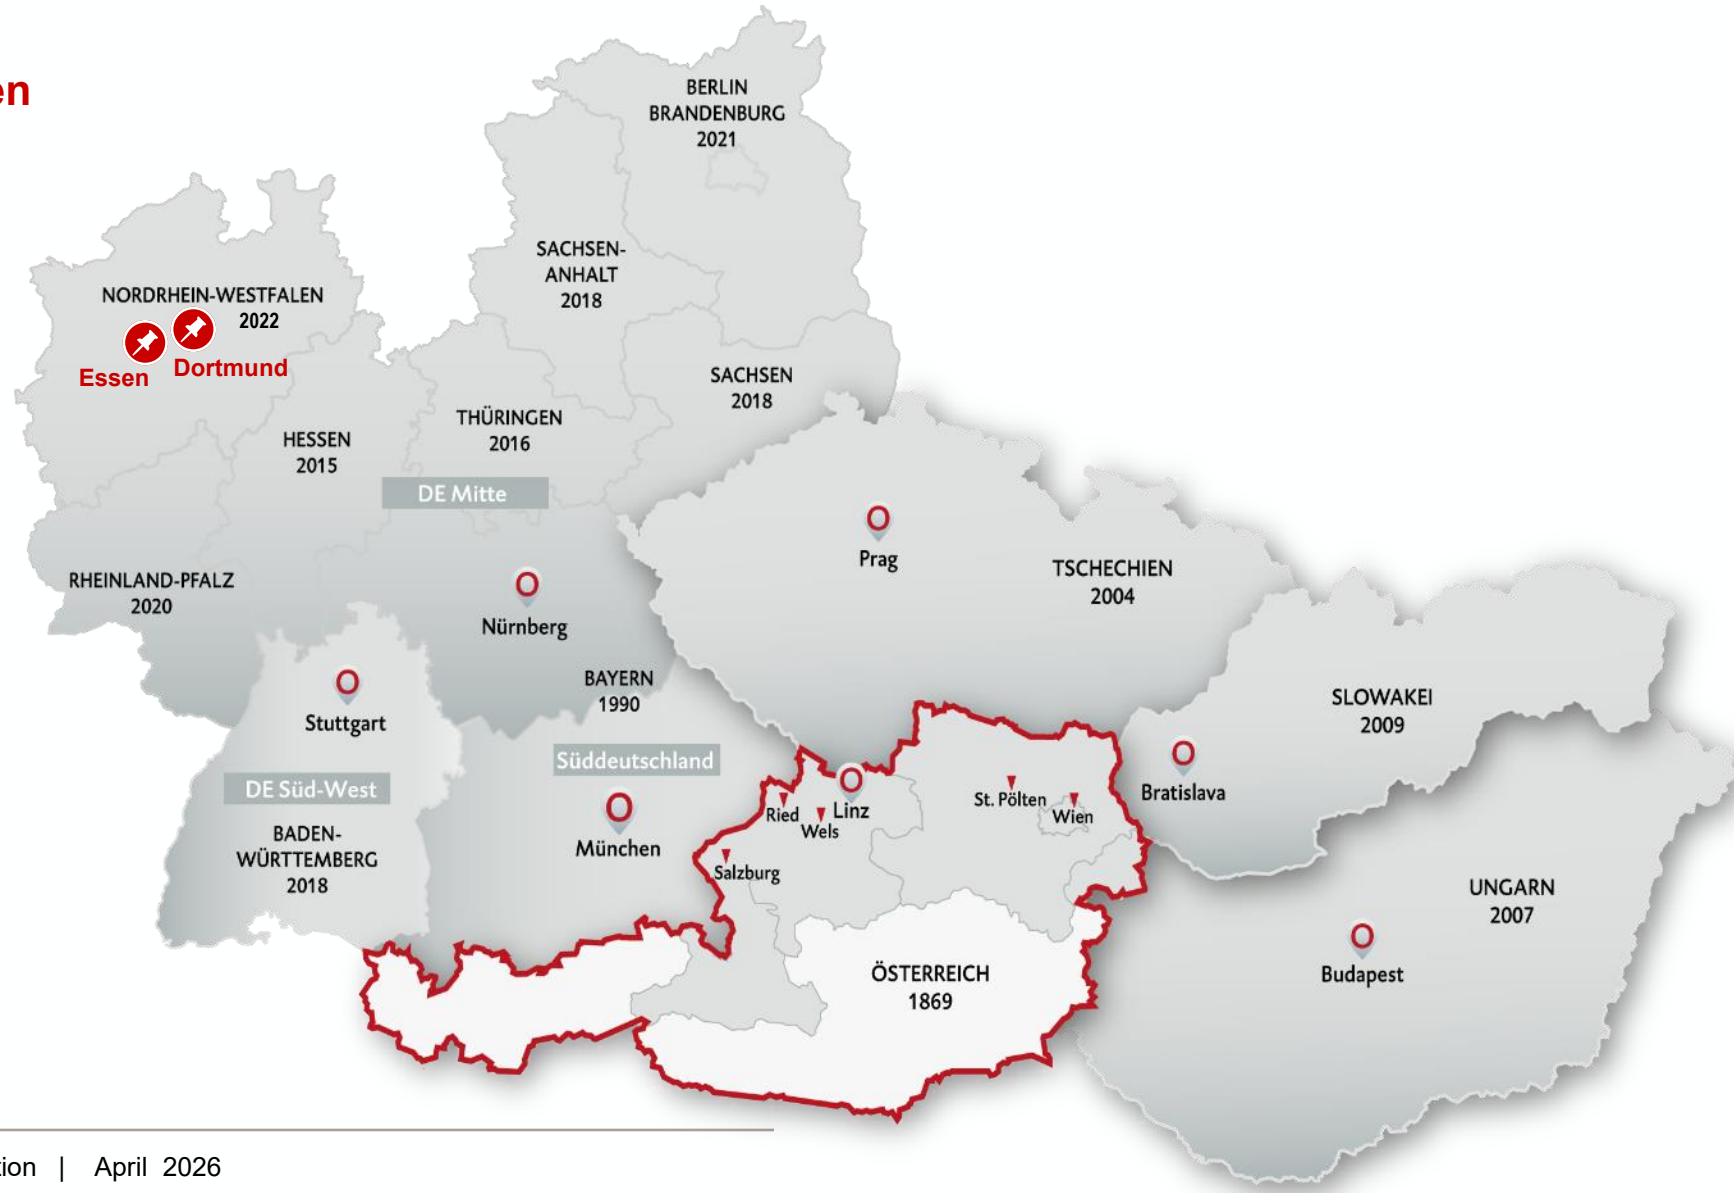 en
BERLIN
BRANDENBURG
2021
SACHSEN-
ANHALT
2018
NORDRHEIN-WESTFALEN
2022
Essen
Dortmund
SACHSEN
2018
THÜRINGEN
2016
HESSEN
2015
DE Mitte
Prag
TSCHECHIEN
2004
RHEINLAND-PFALZ
2020
Nürnberg
BAYERN
1990
Stuttgart
SLOWAKEI
2009
Süddeutschland
DE Süd-West
Bratislava
St. Pölten
Wien
Ried
Wels
Linz
BADEN-
WÜRTTEMBERG
2018
München
Salzburg
UNGARN
2007
ÖSTERREICH
1869
Budapest
tion | April 2026